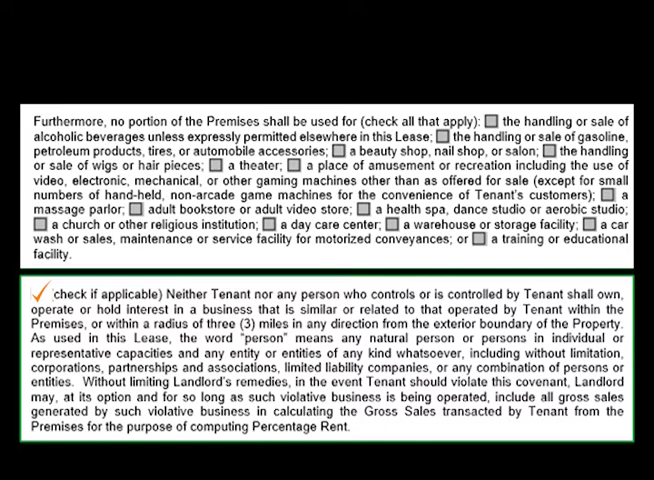 Furthermore, no portion of the Premises shall be used for (check all that apply): ☐ the handling or sale of
alcoholic beverages unless expressly permitted elsewhere in this Lease; ☐ the handling or sale of gasoline,
petroleum products, tires, or automobile accessories; ☐ a beauty shop, nail shop, or salon; ☐ the handling
or sale of wigs or hair pieces; ☐ a theater; ☐ a place of amusement or recreation including the use of
video, electronic, mechanical, or other gaming machines other than as offered for sale (except for small
numbers of hand-held, non-arcade game machines for the convenience of Tenant's customers); ☐ a
massage parlor; ☐ adult bookstore or adult video store; ☐ a health spa, dance studio or aerobic studio;
☐ a church or other religious institution; ☐ a day care center; ☐ a warehouse or storage facility; ☐ a car
wash or sales, maintenance or service facility for motorized conveyances; or ☐ a training or educational
facility.
(check if applicable) Neither Tenant nor any person who controls or is controlled by Tenant shall own,
operate or hold interest in a business that is similar or related to that operated by Tenant within the
Premises, or within a radius of three (3) miles in any direction from the exterior boundary of the Property.
As used in this Lease, the word "person" means any natural person or persons in individual or
representative capacities and any entity or entities of any kind whatsoever, including without limitation,
corporations, partnerships and associations, limited liability companies, or any combination of persons or
entities. Without limiting Landlord's remedies, in the event Tenant should violate this covenant, Landlord
may, at its option and for so long as such violative business is being operated, include all gross sales
generated by such violative business in calculating the Gross Sales transacted by Tenant from the
Premises for the purpose of computing Percentage Rent.